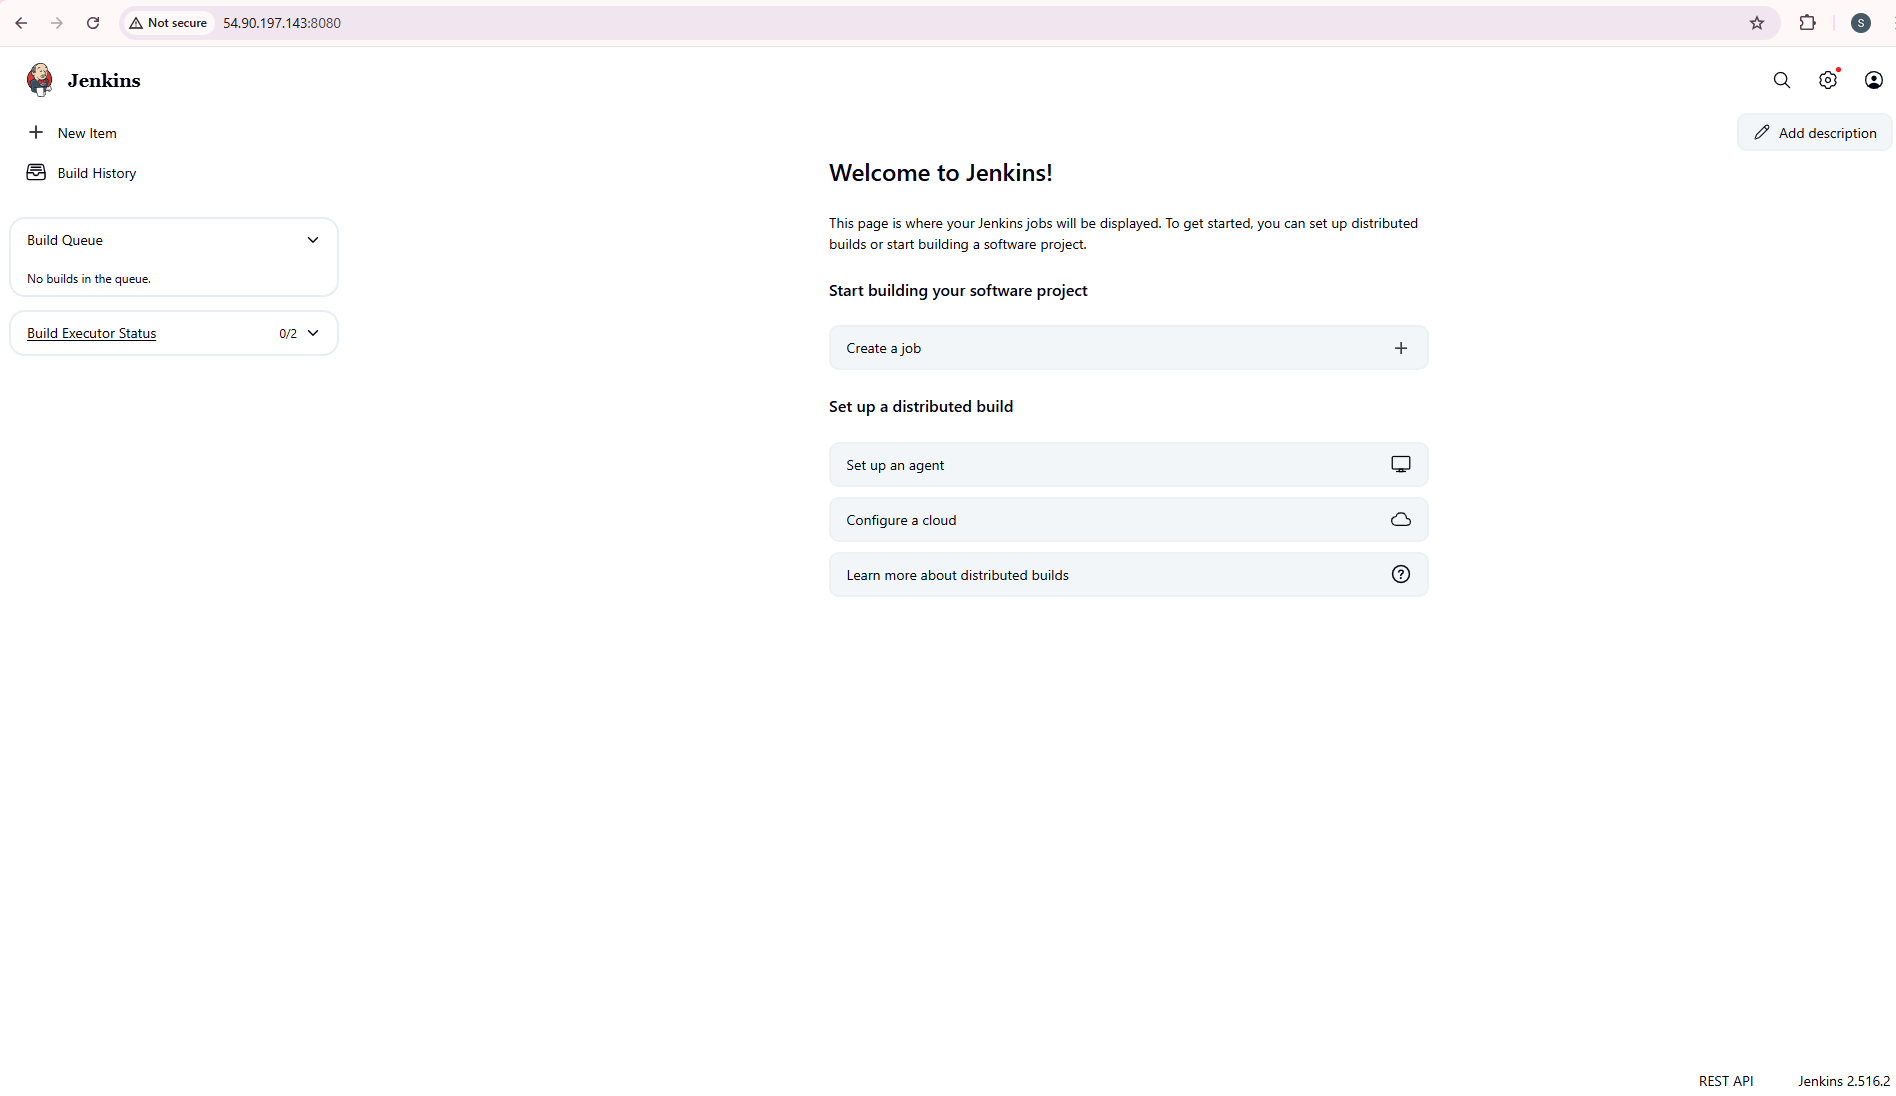 Not secure 54.90.197.143:8080
S
Jenkins
New Item
Build History
Build Queue
No builds in the queue.
Build Executor Status 0/2
Add description
Welcome to Jenkins!
This page is where your Jenkins jobs will be displayed. To get started, you can set up distributed
builds or start building a software project.
Start building your software project
Create a job
Set up a distributed build
Set up an agent
Configure a cloud
Learn more about distributed builds
REST API Jenkins 2.516.2